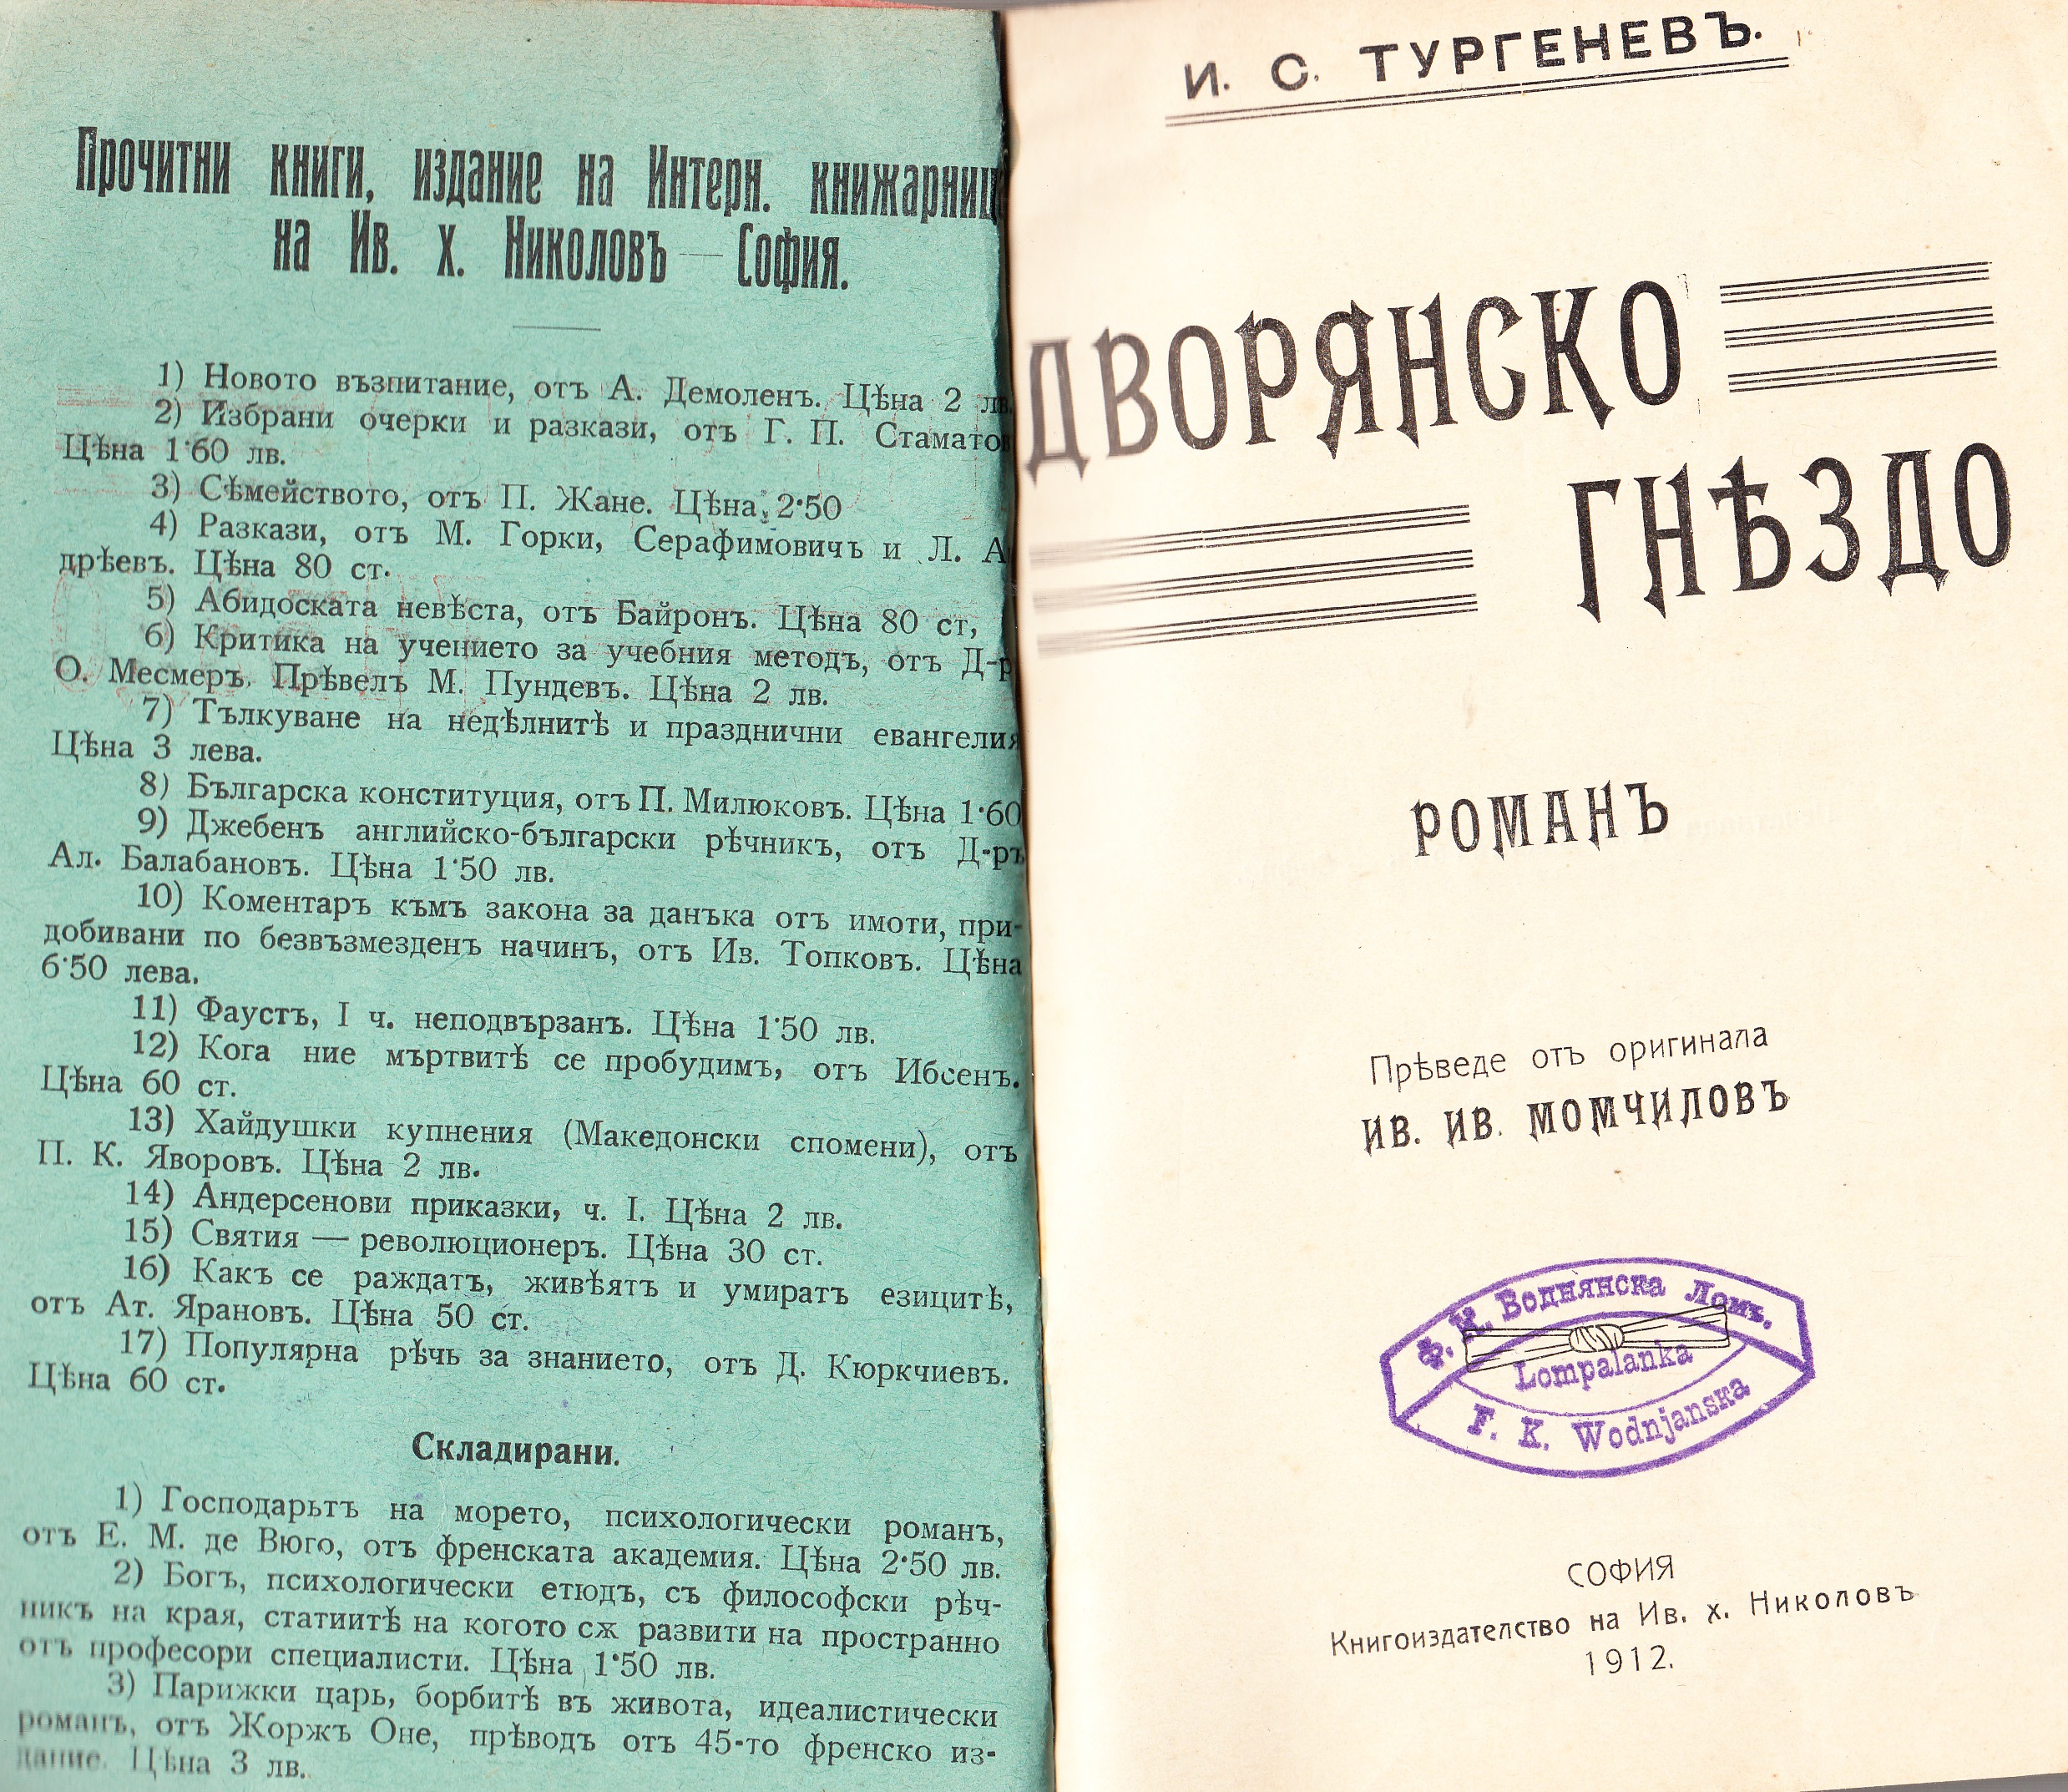 Прочитни книги, издание на Интерн. книжарниц
на Ив. х. Николовъ — София.
1) Новото възпитание, отъ А. Демоленъ. Цѣна 2 лв.
2) Избрани очерки и разкази, отъ Г. П. Стаматов
Цѣна 1·60 лв.
3) Сѣмейството, отъ П. Жане. Цѣна 2·50
4) Разкази, отъ М. Горки, Серафимовичъ и Л. А
дрѣевъ. Цѣна 80 ст.
5) Абидоската невѣста, отъ Байронъ. Цѣна 80 ст,
6) Критика на учението за учебния методъ, отъ Д-р
О. Месмеръ. Прѣвелъ М. Пундевъ. Цѣна 2 лв.
7) Тълкуване на недѣлнитѣ и празднични евангелия
Цѣна 3 лева.
8) Българска конституция, отъ П. Милюковъ. Цѣна 1·60
9) Джебенъ английско-български рѣчникъ, отъ Д-ръ
Ал. Балабановъ. Цѣна 1·50 лв.
10) Коментаръ къмъ закона за данъка отъ имоти, при-
добивани по безвъзмезденъ начинъ, отъ Ив. Топковъ. Цѣна
6·50 лева.
11) Фаустъ, I ч. неподвързанъ. Цѣна 1·50 лв.
12) Кога ние мъртвитѣ се пробудимъ, отъ Ибсенъ.
Цѣна 60 ст.
13) Хайдушки купнения (Македонски спомени), отъ
П. К. Яворовъ. Цѣна 2 лв.
14) Андерсенови приказки, ч. I. Цѣна 2 лв.
15) Святия — революционеръ. Цѣна 30 ст.
16) Какъ се раждатъ, живѣятъ и умиратъ езицитѣ,
отъ Ат. Ярановъ. Цѣна 50 ст.
17) Популярна рѣчь за знанието, отъ Д. Кюркчиевъ.
Цѣна 60 ст.
Складирани.
1) Господарьтъ на морето, психологически романъ,
отъ Е. М. де Вюго, отъ френската академия. Цѣна 2·50 лв.
2) Богъ, психологически етюдъ, съ философски рѣч-
никъ на края, статиитѣ на когото сѫ развити на пространно
отъ професори специалисти. Цѣна 1·50 лв.
3) Парижки царь, борбитѣ въ живота, идеалистически
романъ, отъ Жоржъ Оне, прѣводъ отъ 45-то френско из-
дание. Цѣна 3 лв.
И. С. ТУРГЕНЕВЪ.
ДВОРЯНСКО
ГНѢЗДО
РОМАНЪ
Прѣведе отъ оригинала
ИВ. ИВ. МОМЧИЛОВЪ
Ф. К. Воднянска Ломъ.
Lompalanka
F. K. Wodnjanska
СОФИЯ
Книгоиздателство на Ив. х. Николовъ
1912.